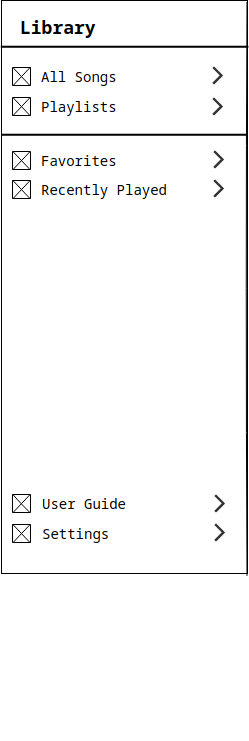 Library
All Songs
Playlists
Favorites
Recently Played
User Guide
Settings